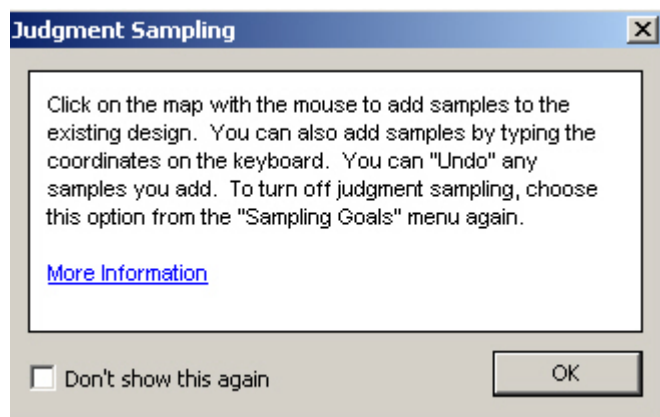 Judgment Sampling
Click on the map with the mouse to add samples to the
existing design. You can also add samples by typing the
coordinates on the keyboard. You can "Undo" any
samples you add. To turn off judgment sampling, choose
this option from the "Sampling Goals" menu again.
More Information
Don't show this again
OK